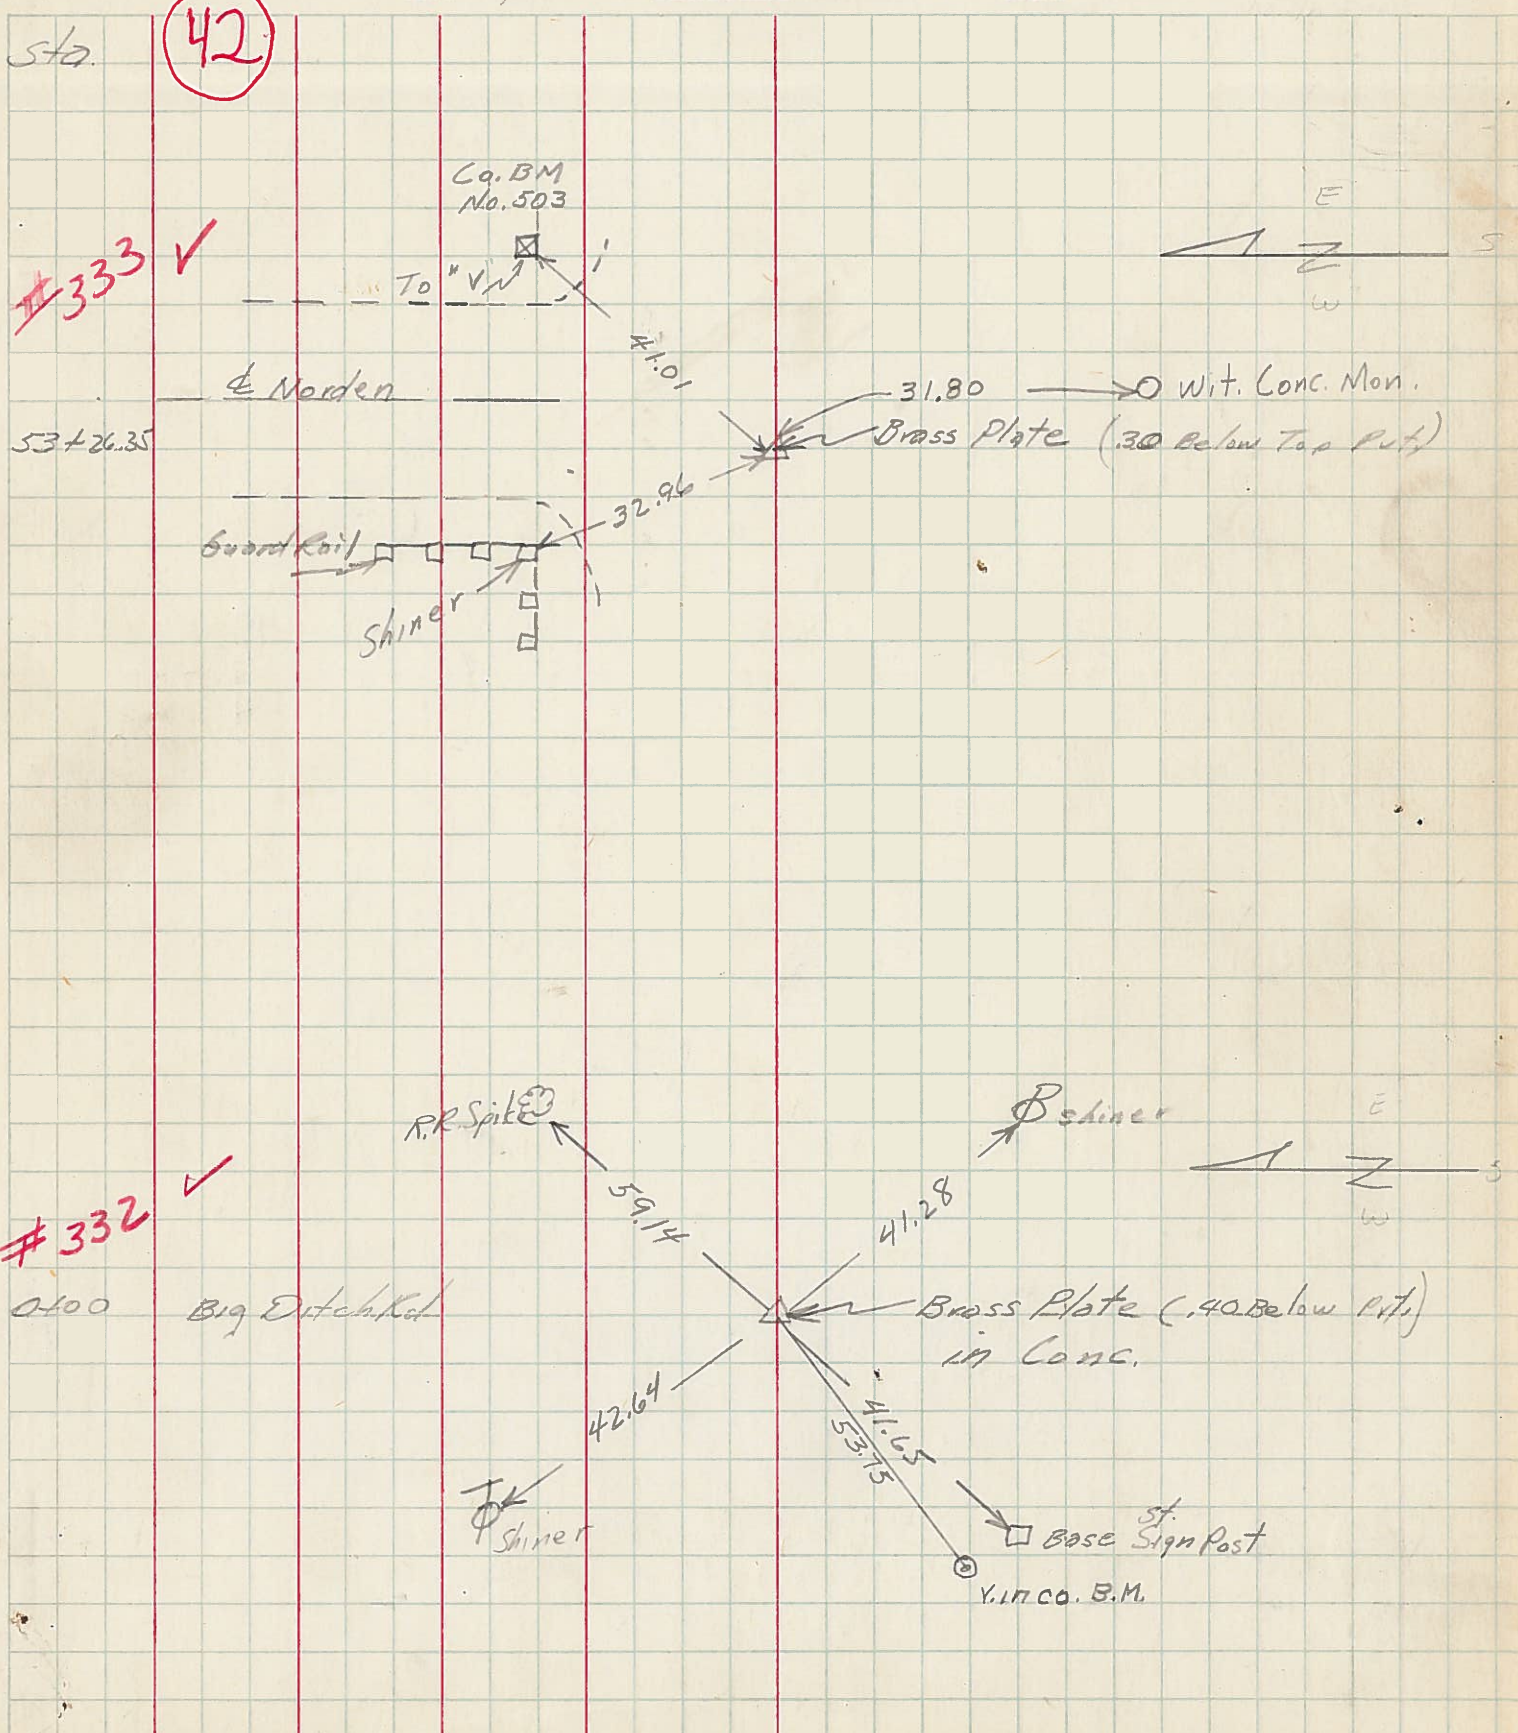 42
Sta.
Co. BM
No. 503
E
#333 ✓
To "V"
N
S
W
41.01
℄ Norden
31.80
Wit. Conc. Mon.
53+26.35
Brass Plate (.30 Below Top Pvt.)
32.96
Guard Rail
Shiner
R.R. Spike
Shiner
E
N
S
W
59.14
41.28
#332 ✓
0+00
Big Ditch Rd
Brass Plate (.40 Below Pvt.)
in Conc.
42.64
41.65
53.75
Shiner
Base St. Sign Post
V. in co. B.M.